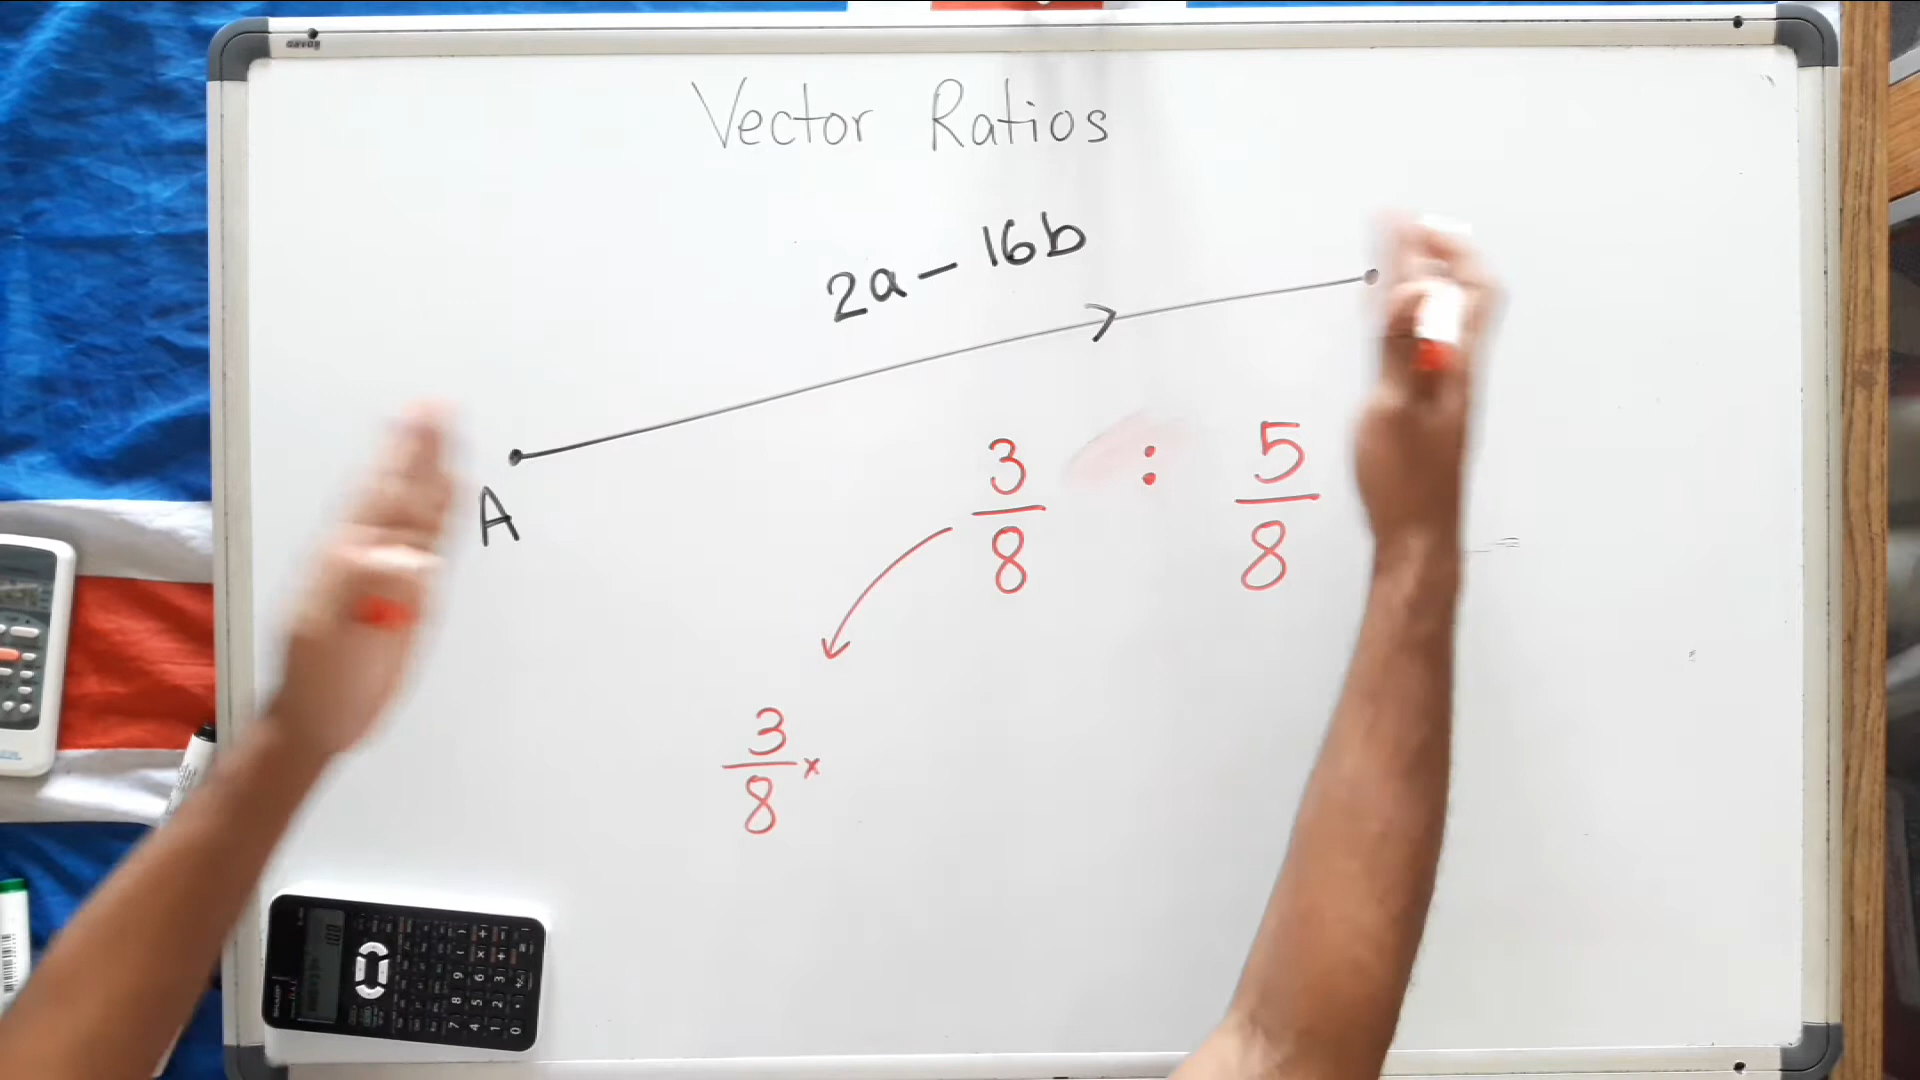 Vector Ratios
2a - 16b
A
3/8 : 5/8
3/8 ×